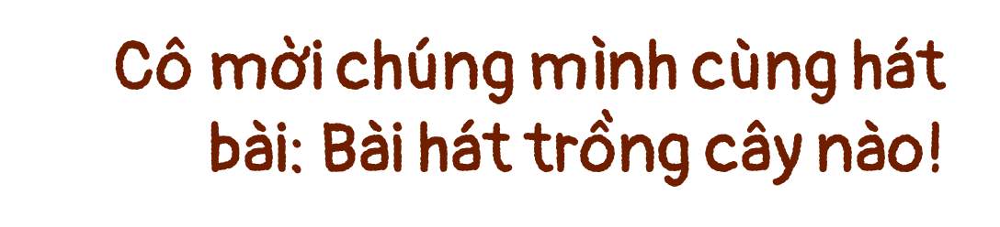 Cô mời chúng mình cùng hát
bài: Bài hát trồng cây nào!